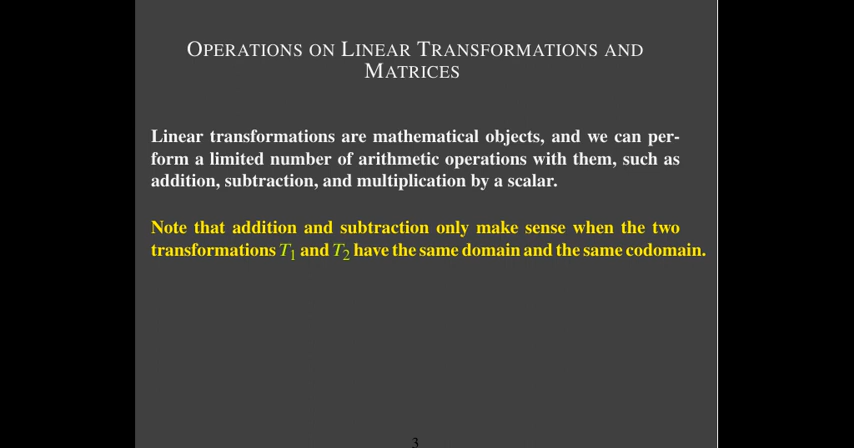 OPERATIONS ON LINEAR TRANSFORMATIONS AND
MATRICES
Linear transformations are mathematical objects, and we can per-
form a limited number of arithmetic operations with them, such as
addition, subtraction, and multiplication by a scalar.
Note that addition and subtraction only make sense when the two
transformations T₁ and T₂ have the same domain and the same codomain.
3